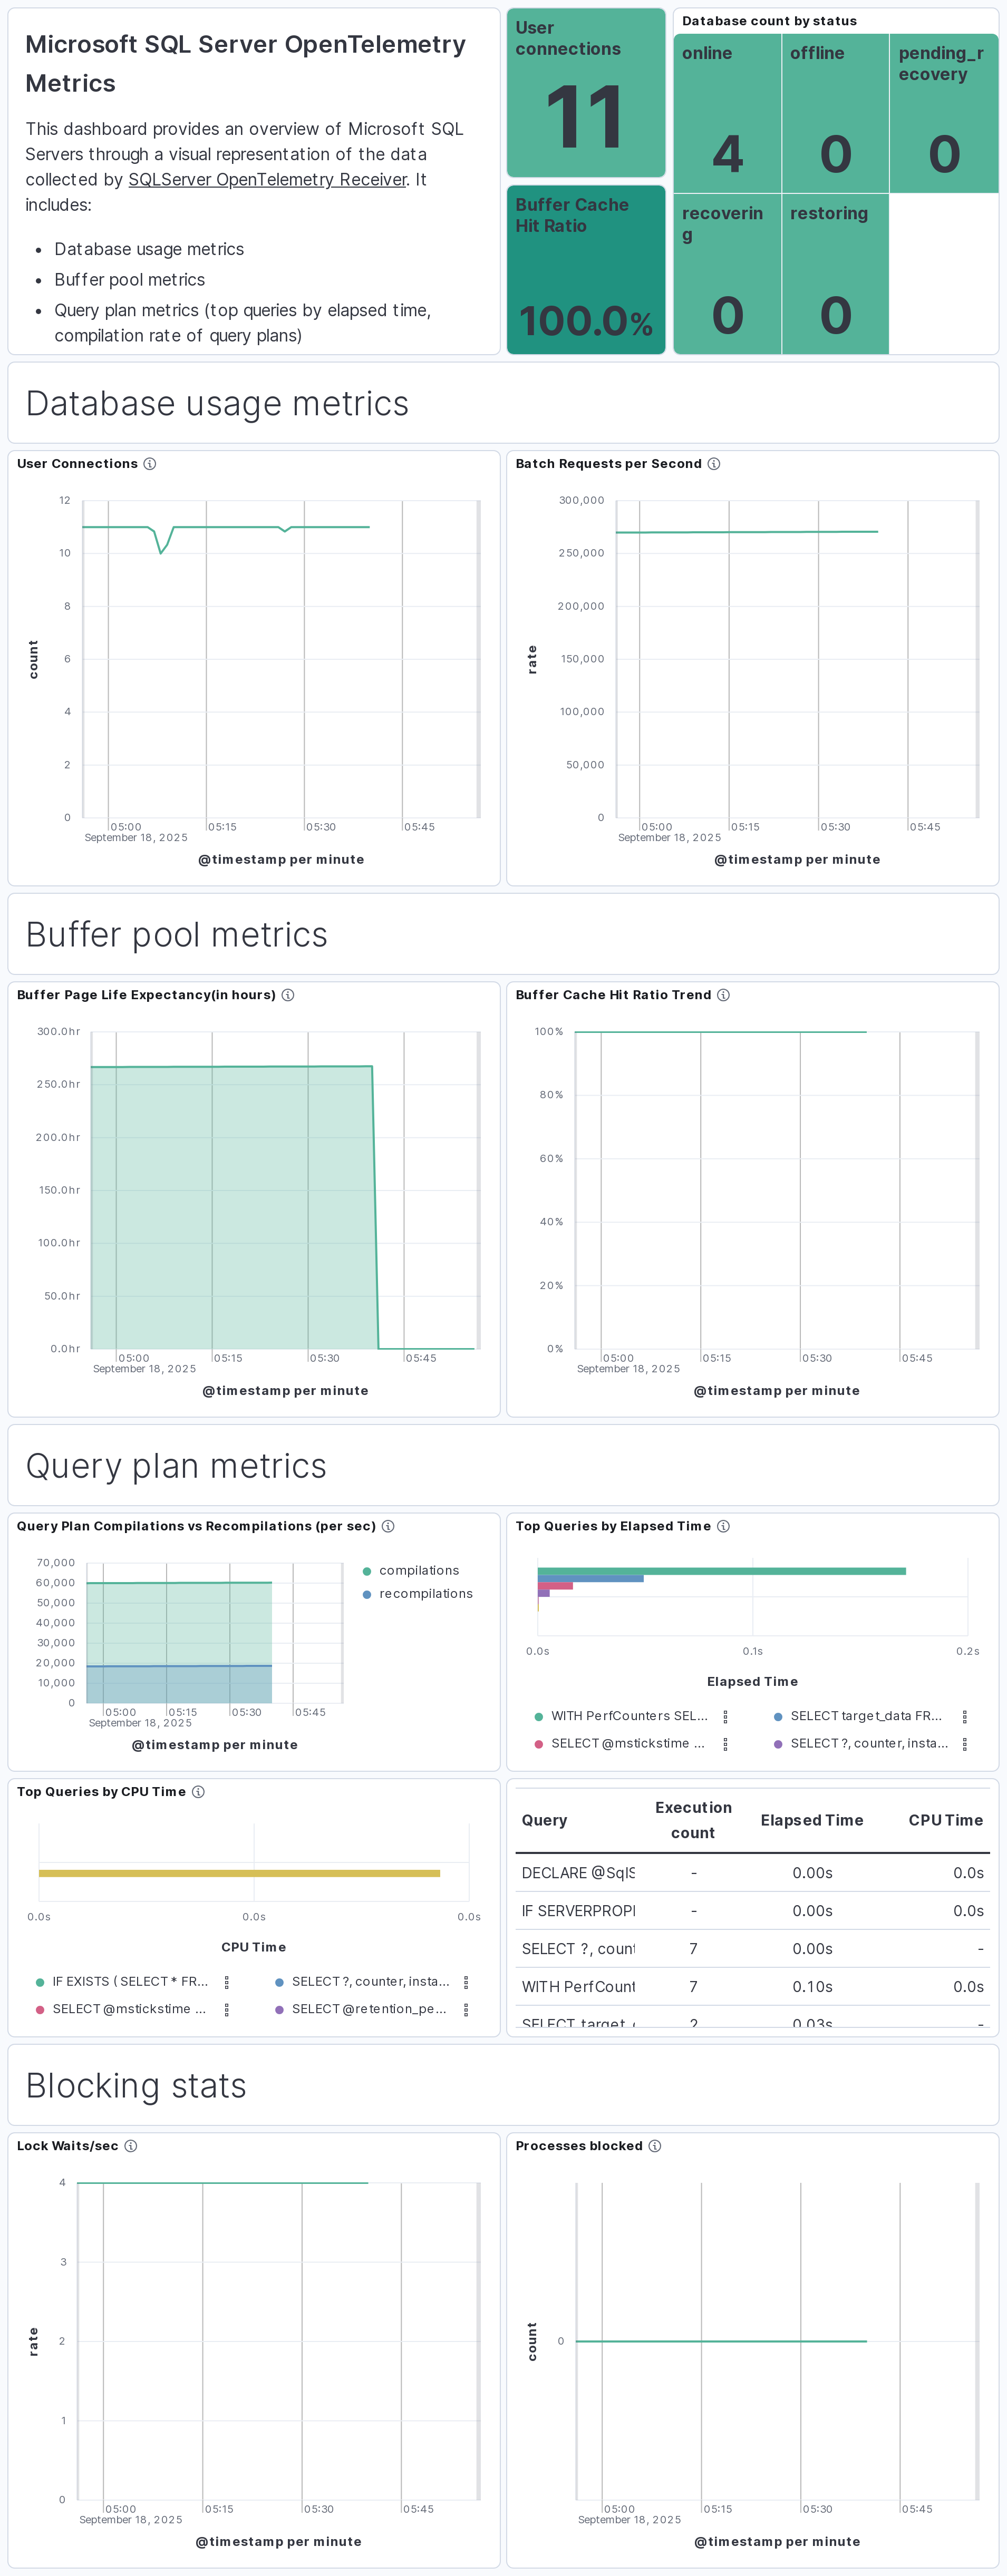 Microsoft SQL Server OpenTelemetry
Metrics
This dashboard provides an overview of Microsoft SQL
Servers through a visual representation of the data
collected by SQLServer OpenTelemetry Receiver. It
includes:
• Database usage metrics
• Buffer pool metrics
• Query plan metrics (top queries by elapsed time,
compilation rate of query plans)
User
connections
11
Buffer Cache
Hit Ratio
100.0%
Database count by status
online
4
offline
0
pending_r
ecovery
0
recoverin
g
0
restoring
0
Database usage metrics
User Connections
12
10
8
6
4
2
0
count
05:00 05:15 05:30 05:45
September 18, 2025
@timestamp per minute
Batch Requests per Second
300,000
250,000
200,000
150,000
100,000
50,000
0
rate
05:00 05:15 05:30 05:45
September 18, 2025
@timestamp per minute
Buffer pool metrics
Buffer Page Life Expectancy(in hours)
300.0hr
250.0hr
200.0hr
150.0hr
100.0hr
50.0hr
0.0hr
05:00 05:15 05:30 05:45
September 18, 2025
@timestamp per minute
Buffer Cache Hit Ratio Trend
100%
80%
60%
40%
20%
0%
05:00 05:15 05:30 05:45
September 18, 2025
@timestamp per minute
Query plan metrics
Query Plan Compilations vs Recompilations (per sec)
70,000
60,000
50,000
40,000
30,000
20,000
10,000
0
05:00 05:15 05:30 05:45
September 18, 2025
@timestamp per minute
compilations
recompilations
Top Queries by Elapsed Time
0.0s 0.1s 0.2s
Elapsed Time
WITH PerfCounters SEL... SELECT target_data FR...
SELECT @mstickstime ... SELECT ?, counter, insta...
Top Queries by CPU Time
0.0s 0.0s 0.0s
CPU Time
IF EXISTS ( SELECT * FR... SELECT ?, counter, insta...
SELECT @mstickstime ... SELECT @retention_pe...
Query Execution count Elapsed Time CPU Time
DECLARE @SqlS - 0.00s 0.0s
IF SERVERPROPI - 0.00s 0.0s
SELECT ?, count 7 0.00s -
WITH PerfCount 7 0.10s 0.0s
SELECT target_ 2 0.03s -
Blocking stats
Lock Waits/sec
4
3
2
1
0
rate
05:00 05:15 05:30 05:45
September 18, 2025
@timestamp per minute
Processes blocked
0
count
05:00 05:15 05:30 05:45
September 18, 2025
@timestamp per minute